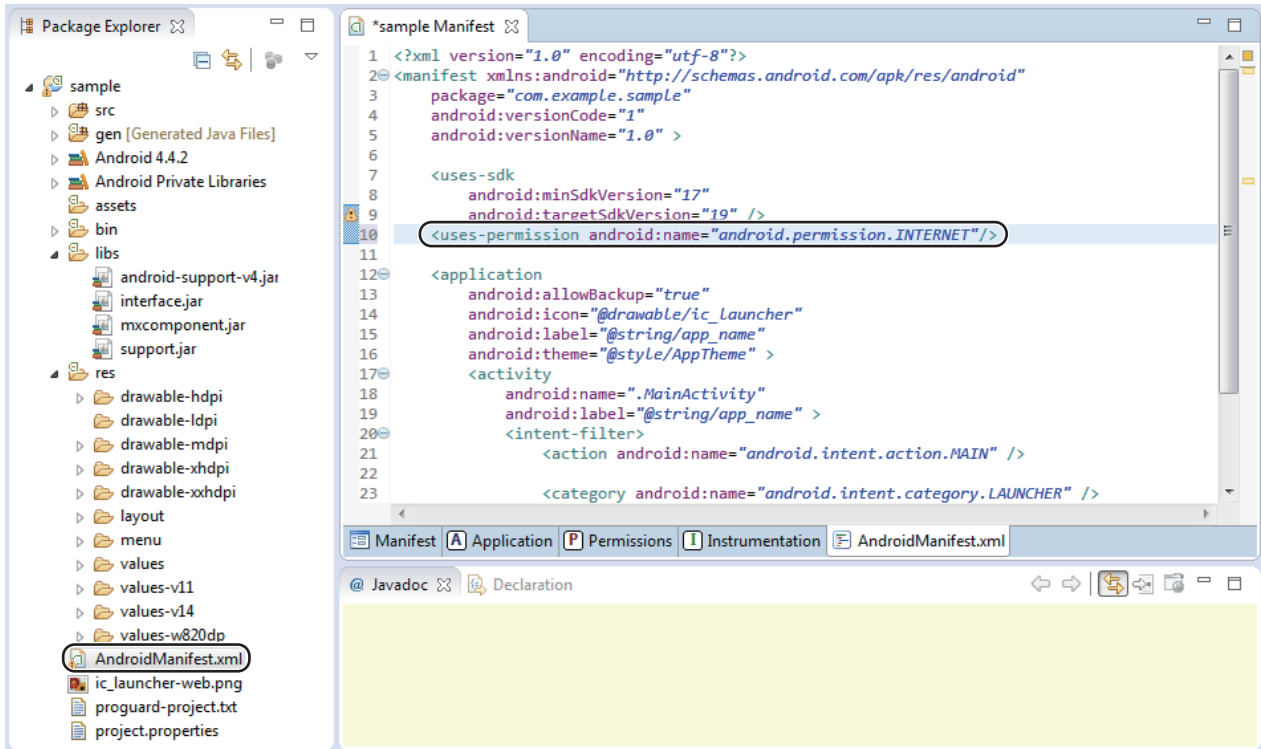 Package Explorer
sample
src
gen [Generated Java Files]
Android 4.4.2
Android Private Libraries
assets
bin
libs
android-support-v4.jar
interface.jar
mxcomponent.jar
support.jar
res
drawable-hdpi
drawable-ldpi
drawable-mdpi
drawable-xhdpi
drawable-xxhdpi
layout
menu
values
values-v11
values-v14
values-w820dp
AndroidManifest.xml
ic_launcher-web.png
proguard-project.txt
project.properties
*sample Manifest
1 <?xml version="1.0" encoding="utf-8"?>
2 <manifest xmlns:android="http://schemas.android.com/apk/res/android"
3 package="com.example.sample"
4 android:versionCode="1"
5 android:versionName="1.0" >
6
7 <uses-sdk
8 android:minSdkVersion="17"
9 android:targetSdkVersion="19" />
10 <uses-permission android:name="android.permission.INTERNET"/>
11
12 <application
13 android:allowBackup="true"
14 android:icon="@drawable/ic_launcher"
15 android:label="@string/app_name"
16 android:theme="@style/AppTheme" >
17 <activity
18 android:name=".MainActivity"
19 android:label="@string/app_name" >
20 <intent-filter>
21 <action android:name="android.intent.action.MAIN" />
22
23 <category android:name="android.intent.category.LAUNCHER" />
Manifest A Application P Permissions I Instrumentation AndroidManifest.xml
@ Javadoc Declaration